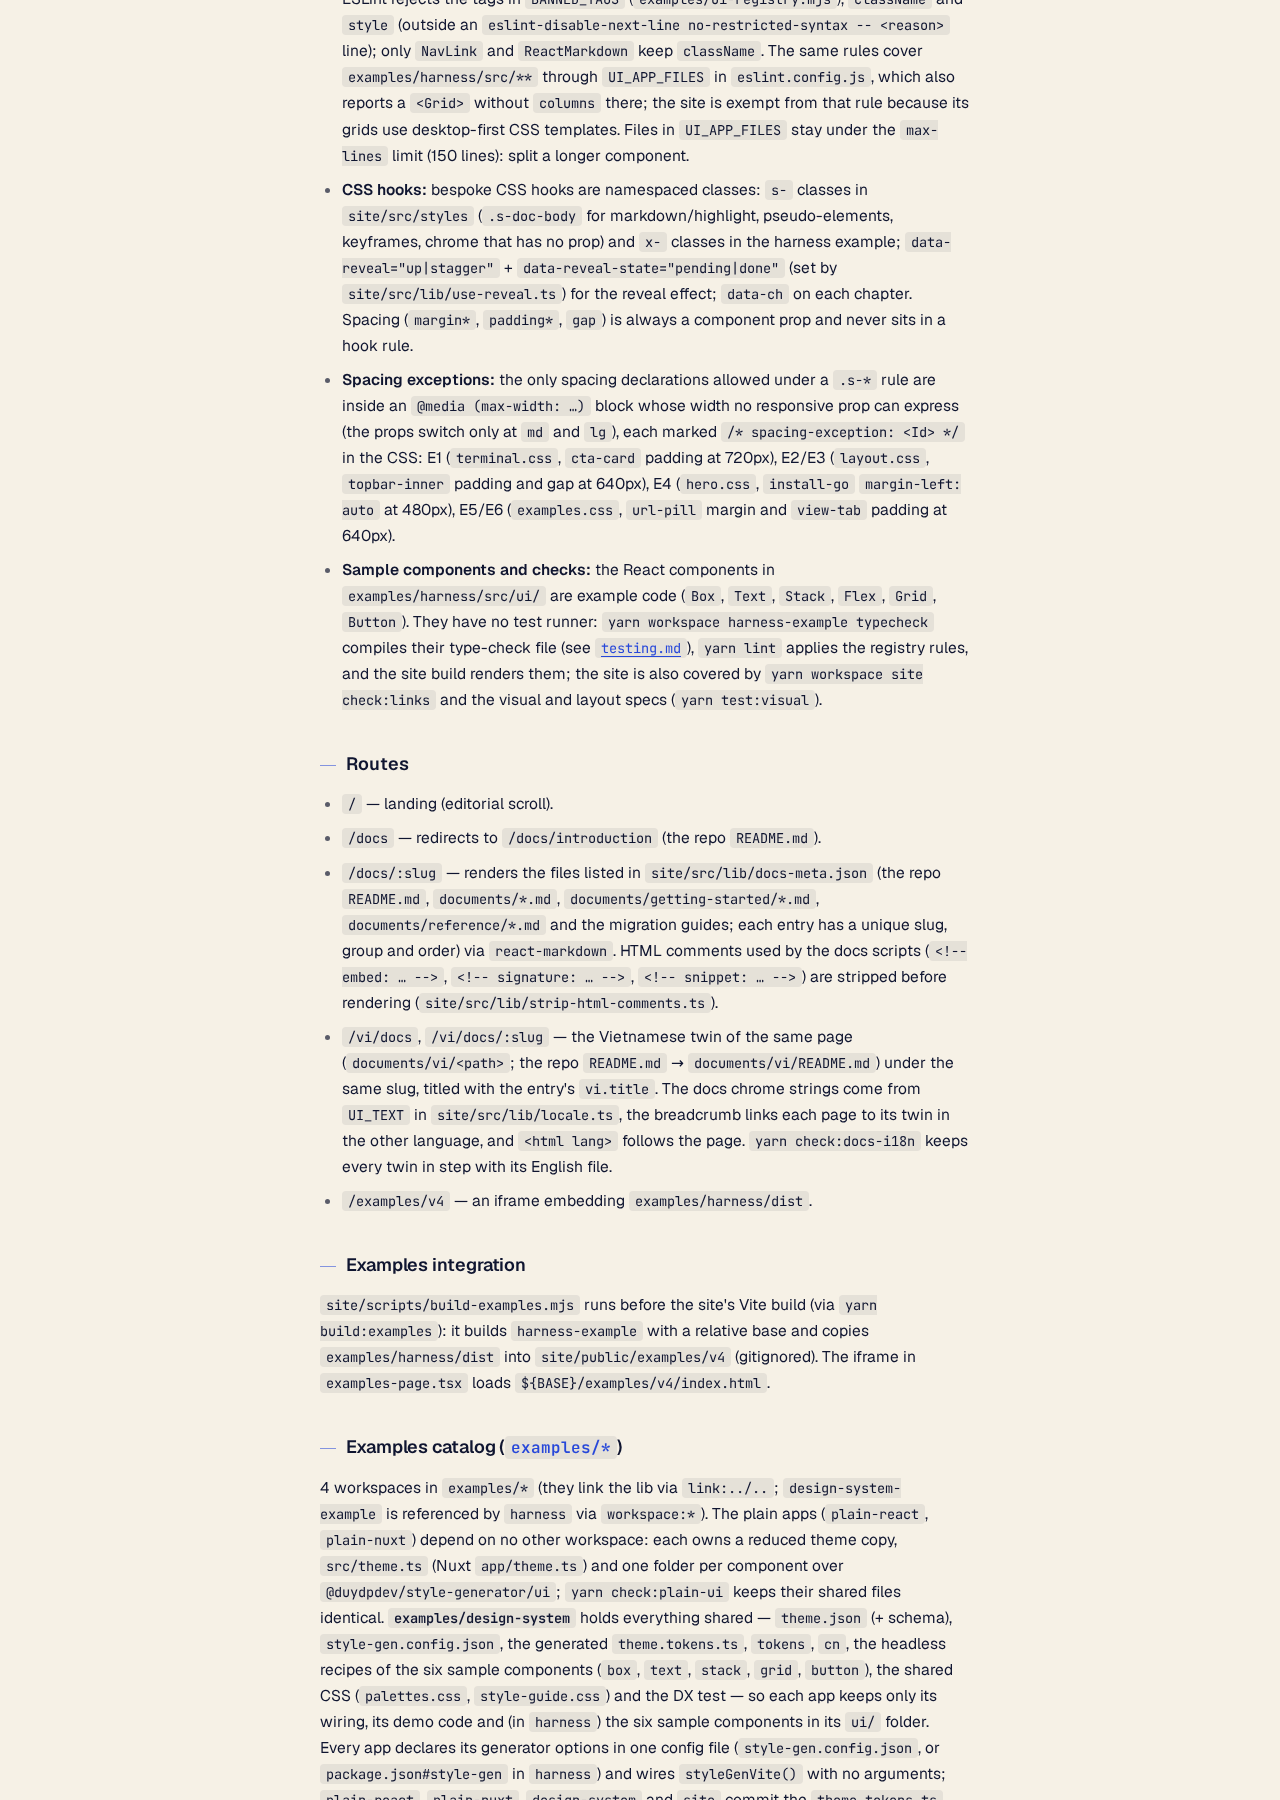 ESLint rejects the tags in BANNED_TAGS (examples/ui-registry.mjs), className and
style (outside an eslint-disable-next-line no-restricted-syntax -- <reason>
line); only NavLink and ReactMarkdown keep className. The same rules cover
examples/harness/src/** through UI_APP_FILES in eslint.config.js, which also
reports a <Grid> without columns there; the site is exempt from that rule because its
grids use desktop-first CSS templates. Files in UI_APP_FILES stay under the max-
lines limit (150 lines): split a longer component.
• CSS hooks: bespoke CSS hooks are namespaced classes: s- classes in
site/src/styles (.s-doc-body for markdown/highlight, pseudo-elements,
keyframes, chrome that has no prop) and x- classes in the harness example; data-
reveal="up|stagger" + data-reveal-state="pending|done" (set by
site/src/lib/use-reveal.ts) for the reveal effect; data-ch on each chapter.
Spacing (margin*, padding*, gap) is always a component prop and never sits in a
hook rule.
• Spacing exceptions: the only spacing declarations allowed under a .s-* rule are
inside an @media (max-width: …) block whose width no responsive prop can express
(the props switch only at md and lg), each marked /* spacing-exception: <Id> */
in the CSS: E1 (terminal.css, cta-card padding at 720px), E2/E3 (layout.css,
topbar-inner padding and gap at 640px), E4 (hero.css, install-go margin-left:
auto at 480px), E5/E6 (examples.css, url-pill margin and view-tab padding at
640px).
• Sample components and checks: the React components in
examples/harness/src/ui/ are example code (Box, Text, Stack, Flex, Grid,
Button). They have no test runner: yarn workspace harness-example typecheck
compiles their type-check file (see testing.md), yarn lint applies the registry rules,
and the site build renders them; the site is also covered by yarn workspace site
check:links and the visual and layout specs (yarn test:visual).
— Routes
• / — landing (editorial scroll).
• /docs — redirects to /docs/introduction (the repo README.md).
• /docs/:slug — renders the files listed in site/src/lib/docs-meta.json (the repo
README.md, documents/*.md, documents/getting-started/*.md,
documents/reference/*.md and the migration guides; each entry has a unique slug,
group and order) via react-markdown. HTML comments used by the docs scripts (<!--
embed: … -->, <!-- signature: … -->, <!-- snippet: … -->) are stripped before
rendering (site/src/lib/strip-html-comments.ts).
• /vi/docs, /vi/docs/:slug — the Vietnamese twin of the same page
(documents/vi/<path>; the repo README.md → documents/vi/README.md) under the
same slug, titled with the entry's vi.title. The docs chrome strings come from
UI_TEXT in site/src/lib/locale.ts, the breadcrumb links each page to its twin in
the other language, and <html lang> follows the page. yarn check:docs-i18n keeps
every twin in step with its English file.
• /examples/v4 — an iframe embedding examples/harness/dist.
— Examples integration
site/scripts/build-examples.mjs runs before the site's Vite build (via yarn
build:examples): it builds harness-example with a relative base and copies
examples/harness/dist into site/public/examples/v4 (gitignored). The iframe in
examples-page.tsx loads ${BASE}/examples/v4/index.html.
— Examples catalog (examples/*)
4 workspaces in examples/* (they link the lib via link:../..; design-system-
example is referenced by harness via workspace:*). The plain apps (plain-react,
plain-nuxt) depend on no other workspace: each owns a reduced theme copy,
src/theme.ts (Nuxt app/theme.ts) and one folder per component over
@duydpdev/style-generator/ui; yarn check:plain-ui keeps their shared files
identical. examples/design-system holds everything shared — theme.json (+ schema),
style-gen.config.json, the generated theme.tokens.ts, tokens, cn, the headless
recipes of the six sample components (box, text, stack, grid, button), the shared
CSS (palettes.css, style-guide.css) and the DX test — so each app keeps only its
wiring, its demo code and (in harness) the six sample components in its ui/ folder.
Every app declares its generator options in one config file (style-gen.config.json, or
package.json#style-gen in harness) and wires styleGenVite() with no arguments;
plain-react, plain-nuxt, design-system and site commit the theme.tokens.ts